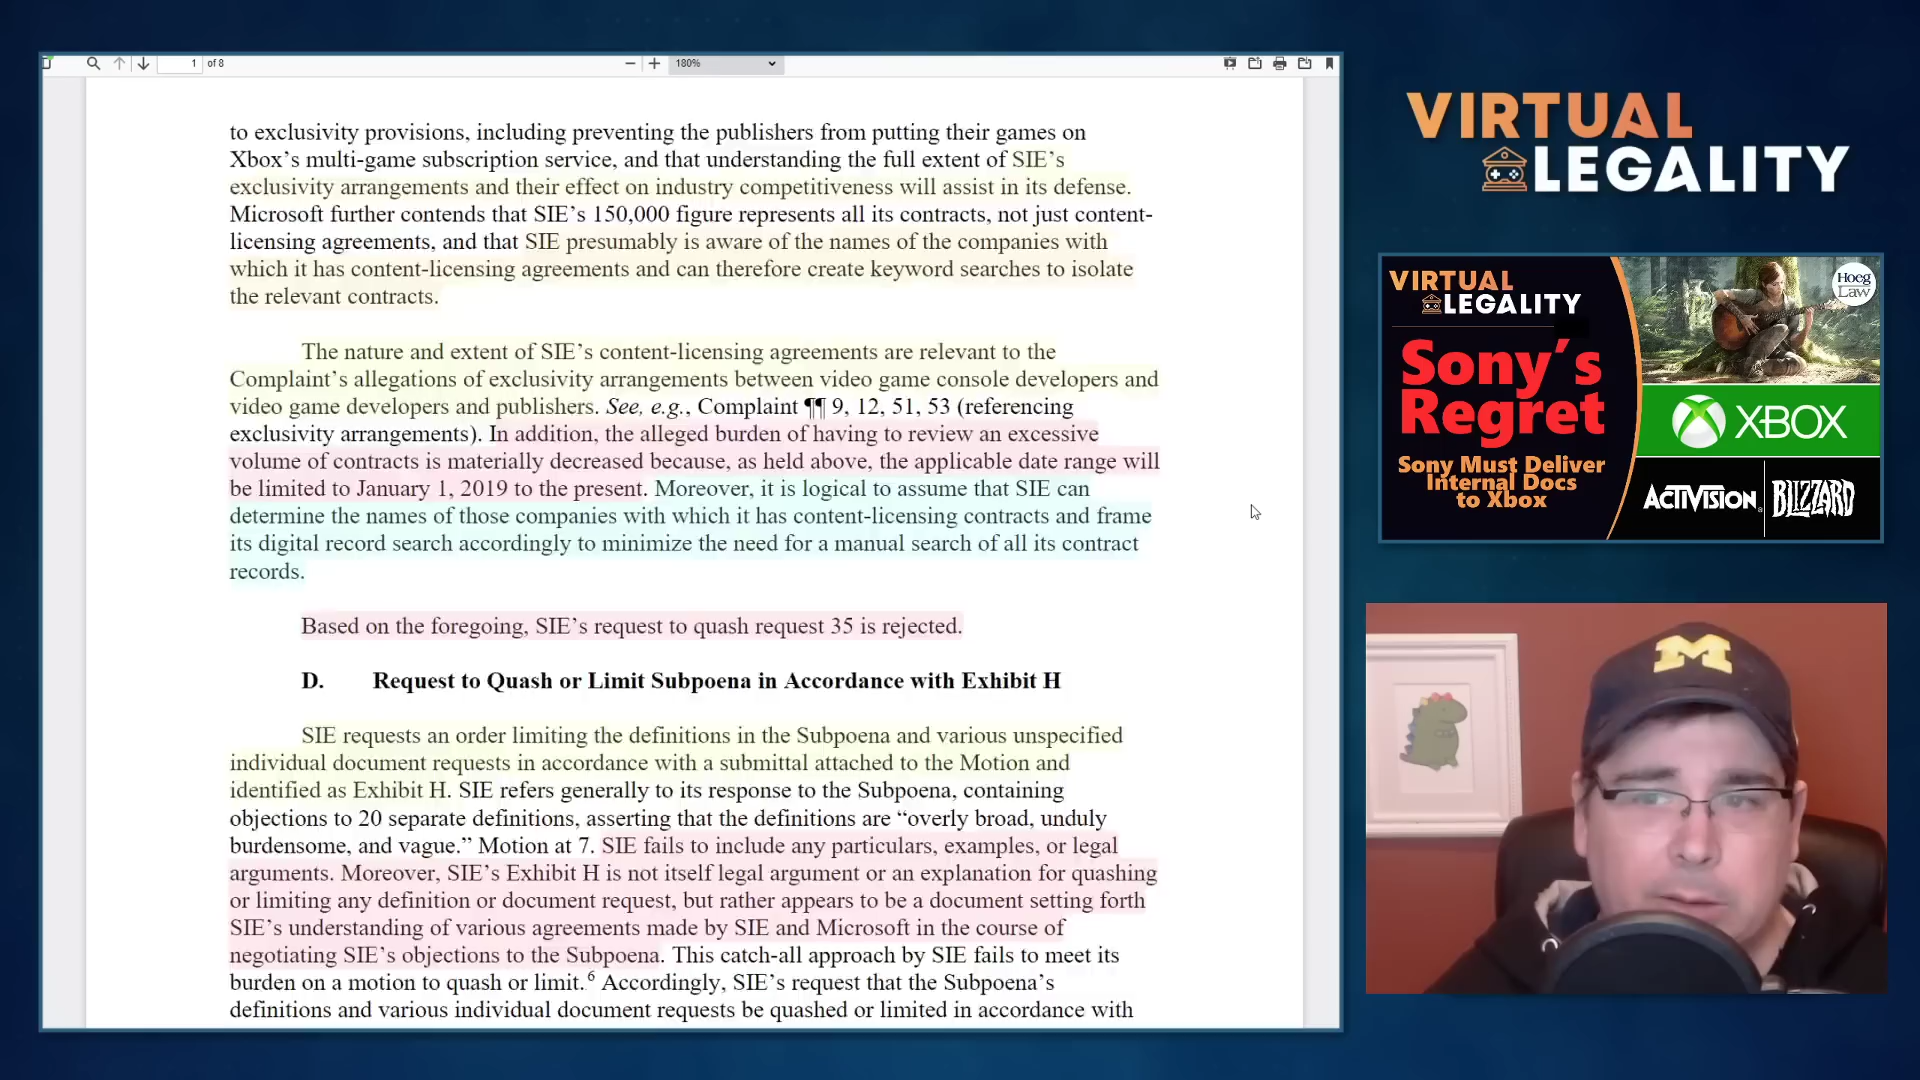 1 of 8
180%
to exclusivity provisions, including preventing the publishers from putting their games on
Xbox’s multi-game subscription service, and that understanding the full extent of SIE’s
exclusivity arrangements and their effect on industry competitiveness will assist in its defense.
Microsoft further contends that SIE’s 150,000 figure represents all its contracts, not just content-
licensing agreements, and that SIE presumably is aware of the names of the companies with
which it has content-licensing agreements and can therefore create keyword searches to isolate
the relevant contracts.
The nature and extent of SIE’s content-licensing agreements are relevant to the
Complaint’s allegations of exclusivity arrangements between video game console developers and
video game developers and publishers. See, e.g., Complaint ¶¶ 9, 12, 51, 53 (referencing
exclusivity arrangements). In addition, the alleged burden of having to review an excessive
volume of contracts is materially decreased because, as held above, the applicable date range will
be limited to January 1, 2019 to the present. Moreover, it is logical to assume that SIE can
determine the names of those companies with which it has content-licensing contracts and frame
its digital record search accordingly to minimize the need for a manual search of all its contract
records.
Based on the foregoing, SIE’s request to quash request 35 is rejected.
D. Request to Quash or Limit Subpoena in Accordance with Exhibit H
SIE requests an order limiting the definitions in the Subpoena and various unspecified
individual document requests in accordance with a submittal attached to the Motion and
identified as Exhibit H. SIE refers generally to its response to the Subpoena, containing
objections to 20 separate definitions, asserting that the definitions are “overly broad, unduly
burdensome, and vague.” Motion at 7. SIE fails to include any particulars, examples, or legal
arguments. Moreover, SIE’s Exhibit H is not itself legal argument or an explanation for quashing
or limiting any definition or document request, but rather appears to be a document setting forth
SIE’s understanding of various agreements made by SIE and Microsoft in the course of
negotiating SIE’s objections to the Subpoena. This catch-all approach by SIE fails to meet its
burden on a motion to quash or limit.6 Accordingly, SIE’s request that the Subpoena’s
definitions and various individual document requests be quashed or limited in accordance with
VIRTUAL
LEGALITY
VIRTUAL
LEGALITY
Sony’s
Regret
Sony Must Deliver
Internal Docs
to Xbox
Hoeg
Law
XBOX
ACTIVISION
BLIZZARD
M